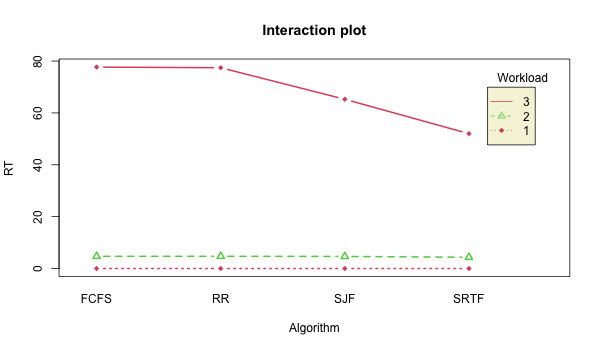 Interaction plot
80
60
40
20
0
RT
Workload
3
2
1
FCFS RR SJF SRTF
Algorithm